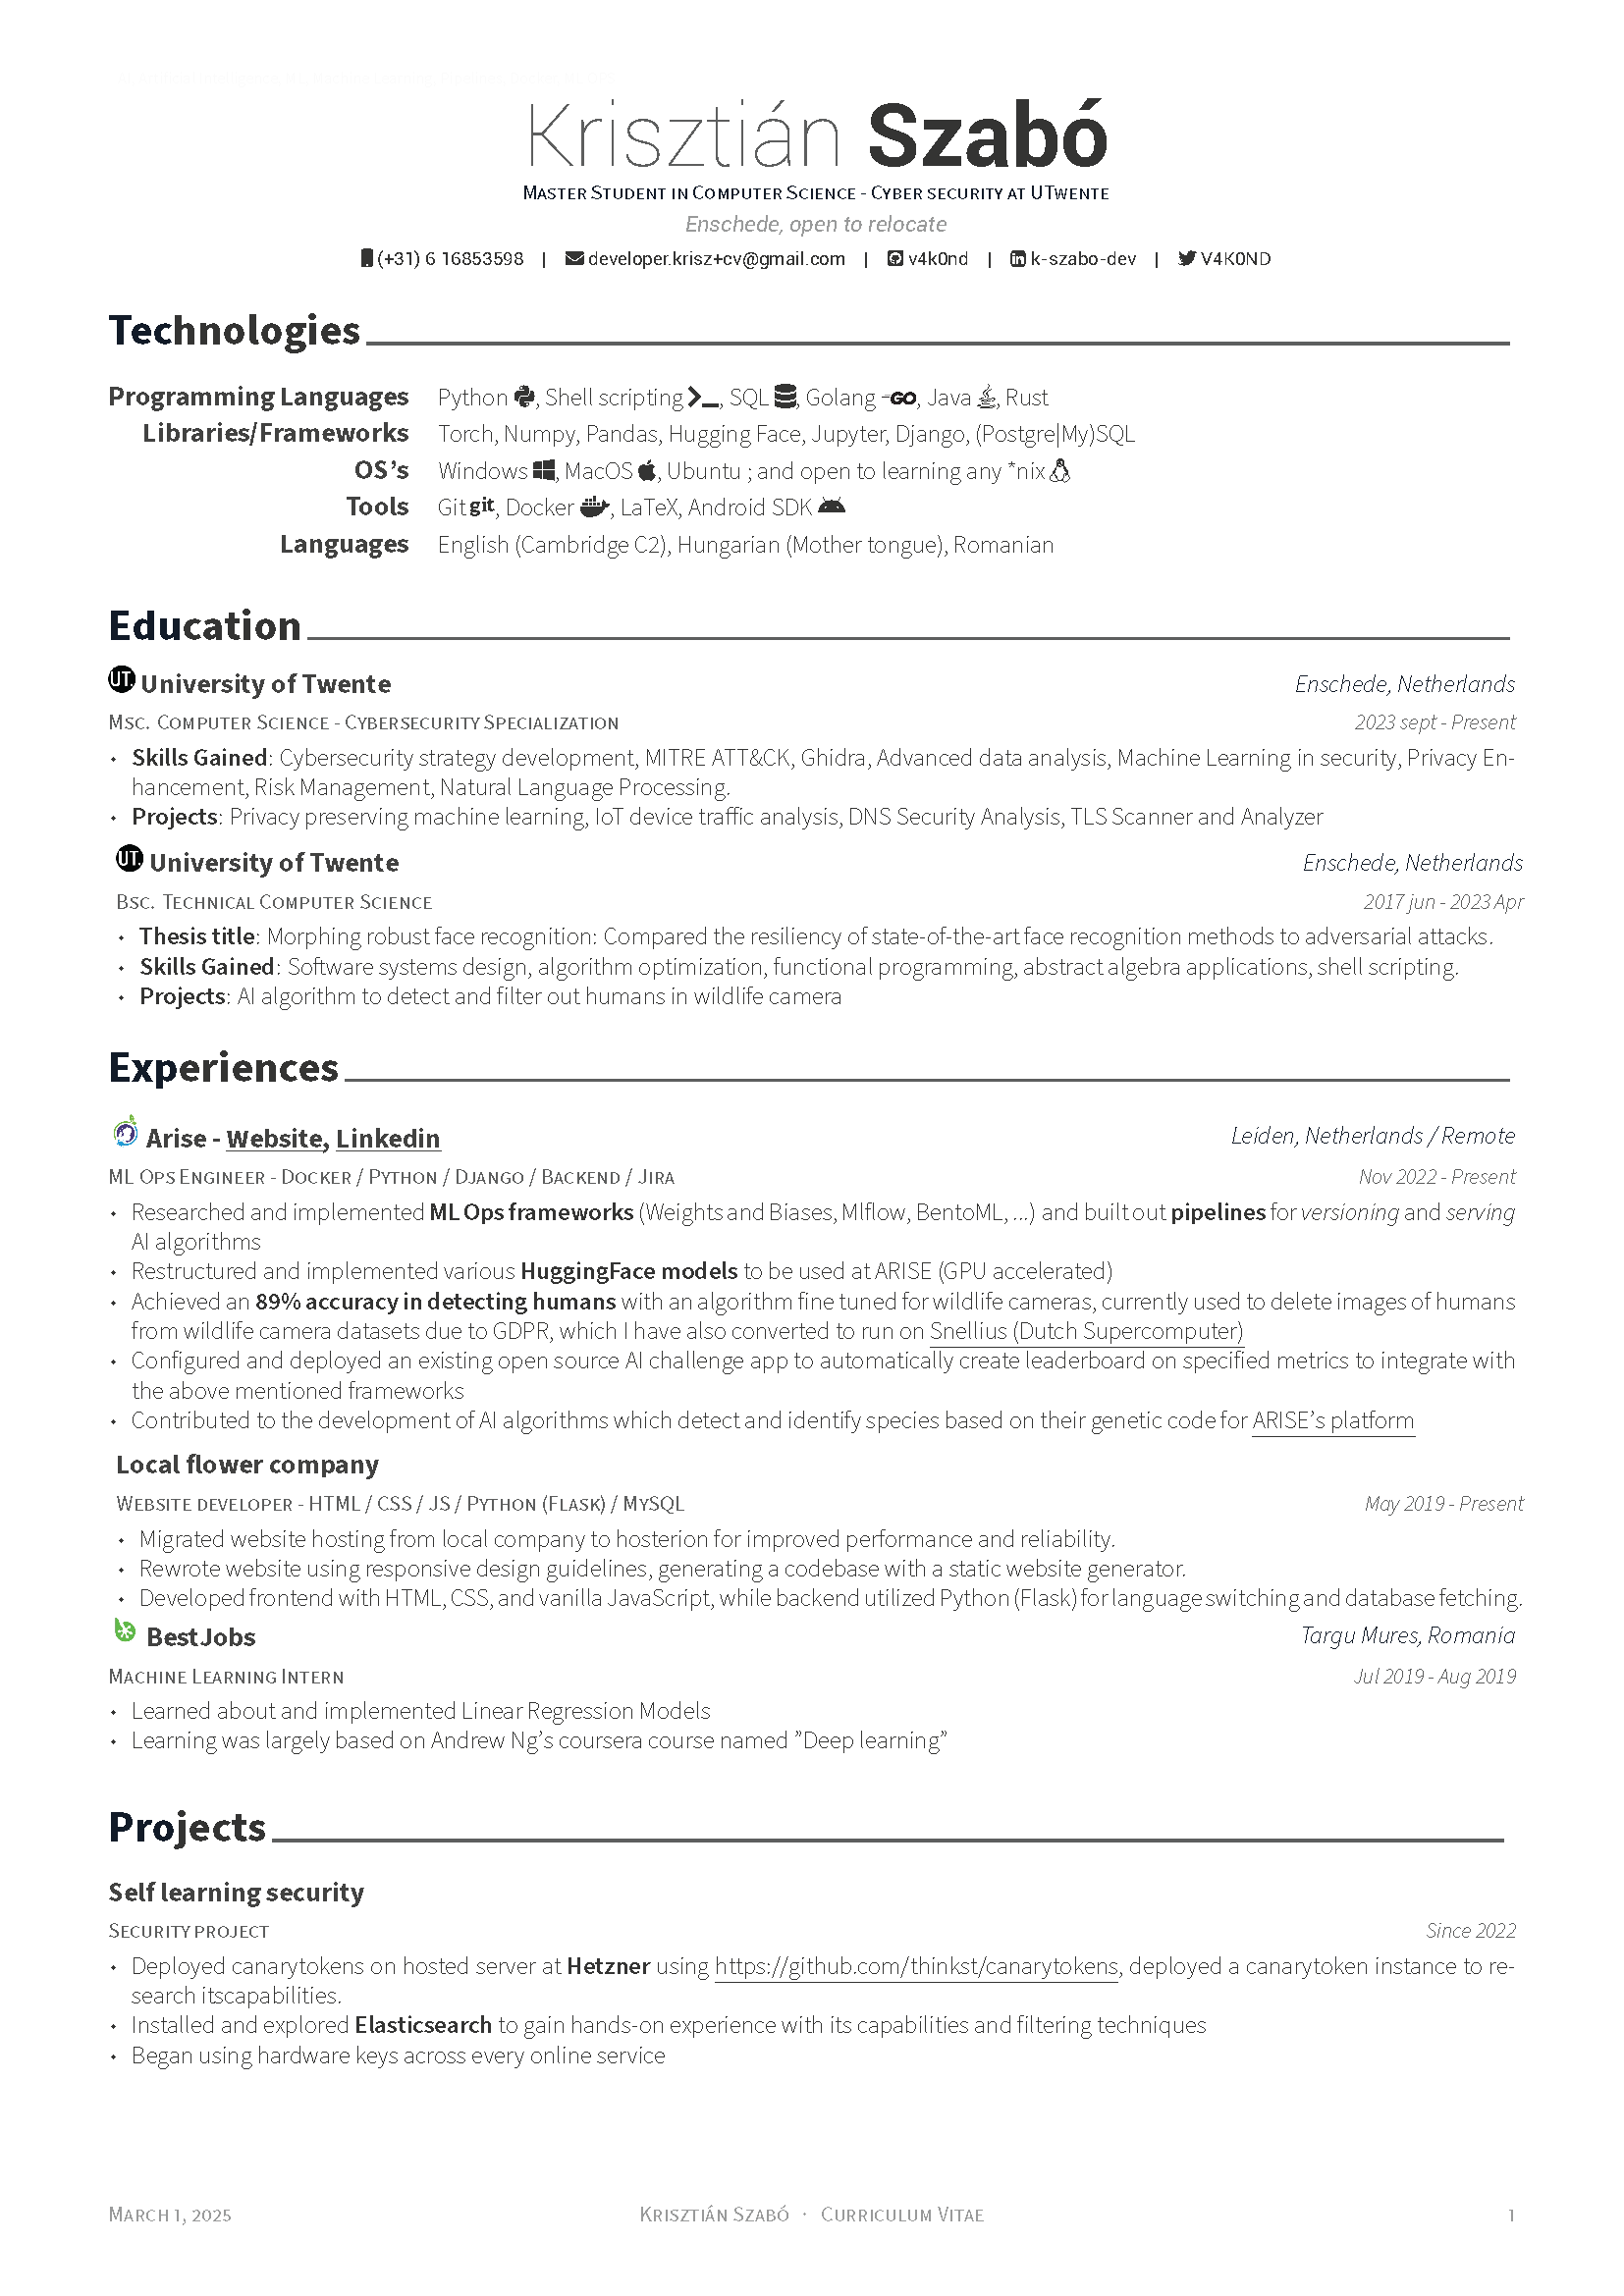 Krisztián Szabó
Master Student in Computer Science - Cyber security at UTwente
Enschede, open to relocate
(+31) 6 16853598 | developer.krisz+cv@gmail.com | v4k0nd | k-szabo-dev | V4K0ND
Technologies
Programming Languages Python, Shell scripting, SQL, Golang GO, Java, Rust
Libraries/Frameworks Torch, Numpy, Pandas, Hugging Face, Jupyter, Django, (Postgre|My)SQL
OS's Windows, MacOS, Ubuntu ; and open to learning any *nix
Tools Git git, Docker, LaTeX, Android SDK
Languages English (Cambridge C2), Hungarian (Mother tongue), Romanian
Education
UT. University of Twente Enschede, Netherlands
Msc. Computer Science - Cybersecurity Specialization 2023 sept - Present
• Skills Gained: Cybersecurity strategy development, MITRE ATT&CK, Ghidra, Advanced data analysis, Machine Learning in security, Privacy En-
hancement, Risk Management, Natural Language Processing.
• Projects: Privacy preserving machine learning, IoT device traffic analysis, DNS Security Analysis, TLS Scanner and Analyzer
UT. University of Twente Enschede, Netherlands
Bsc. Technical Computer Science 2017 jun - 2023 Apr
• Thesis title: Morphing robust face recognition: Compared the resiliency of state-of-the-art face recognition methods to adversarial attacks.
• Skills Gained: Software systems design, algorithm optimization, functional programming, abstract algebra applications, shell scripting.
• Projects: AI algorithm to detect and filter out humans in wildlife camera
Experiences
Arise - Website, Linkedin Leiden, Netherlands / Remote
ML Ops Engineer - Docker / Python / Django / Backend / Jira Nov 2022 - Present
• Researched and implemented ML Ops frameworks (Weights and Biases, Mlflow, BentoML, ...) and built out pipelines for versioning and serving
AI algorithms
• Restructured and implemented various HuggingFace models to be used at ARISE (GPU accelerated)
• Achieved an 89% accuracy in detecting humans with an algorithm fine tuned for wildlife cameras, currently used to delete images of humans
from wildlife camera datasets due to GDPR, which I have also converted to run on Snellius (Dutch Supercomputer)
• Configured and deployed an existing open source AI challenge app to automatically create leaderboard on specified metrics to integrate with
the above mentioned frameworks
• Contributed to the development of AI algorithms which detect and identify species based on their genetic code for ARISE's platform
Local flower company
Website developer - HTML / CSS / JS / Python (Flask) / MySQL May 2019 - Present
• Migrated website hosting from local company to hosterion for improved performance and reliability.
• Rewrote website using responsive design guidelines, generating a codebase with a static website generator.
• Developed frontend with HTML, CSS, and vanilla JavaScript, while backend utilized Python (Flask) for language switching and database fetching.
BestJobs Targu Mures, Romania
Machine Learning Intern Jul 2019 - Aug 2019
• Learned about and implemented Linear Regression Models
• Learning was largely based on Andrew Ng's coursera course named ”Deep learning”
Projects
Self learning security
Security project Since 2022
• Deployed canarytokens on hosted server at Hetzner using https://github.com/thinkst/canarytokens, deployed a canarytoken instance to re-
search itscapabilities.
• Installed and explored Elasticsearch to gain hands-on experience with its capabilities and filtering techniques
• Began using hardware keys across every online service
March 1, 2025 Krisztián Szabó · Curriculum Vitae 1